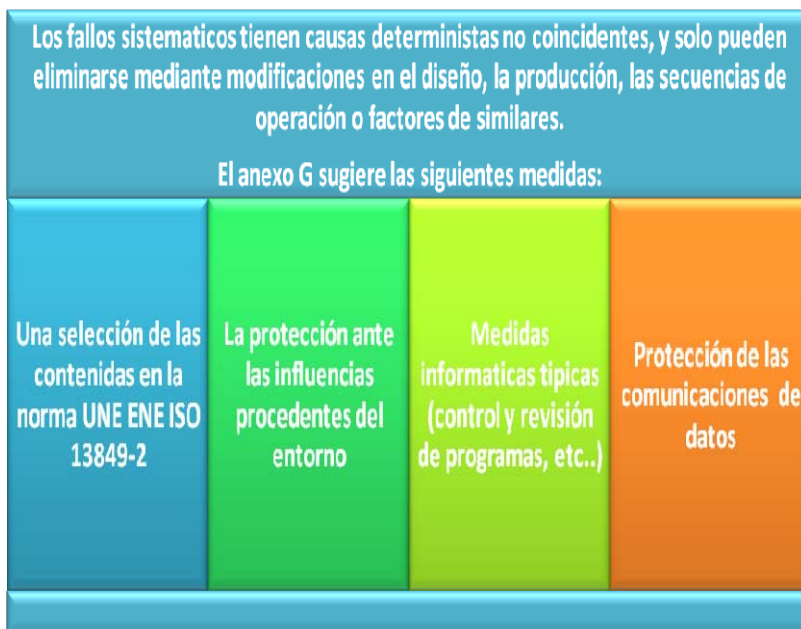 Los fallos sistematicos tienen causas deterministas no coincidentes, y solo pueden
eliminarse mediante modificaciones en el diseño, la producción, las secuencias de
operación o factores de similares.
El anexo G sugiere las siguientes medidas:
Una selección de las
contenidas en la
norma UNE ENE ISO
13849-2
La protección ante
las influencias
procedentes del
entorno
Medidas
informaticas tipicas
(control y revisión
de programas, etc..)
Protección de las
comunicaciones de
datos